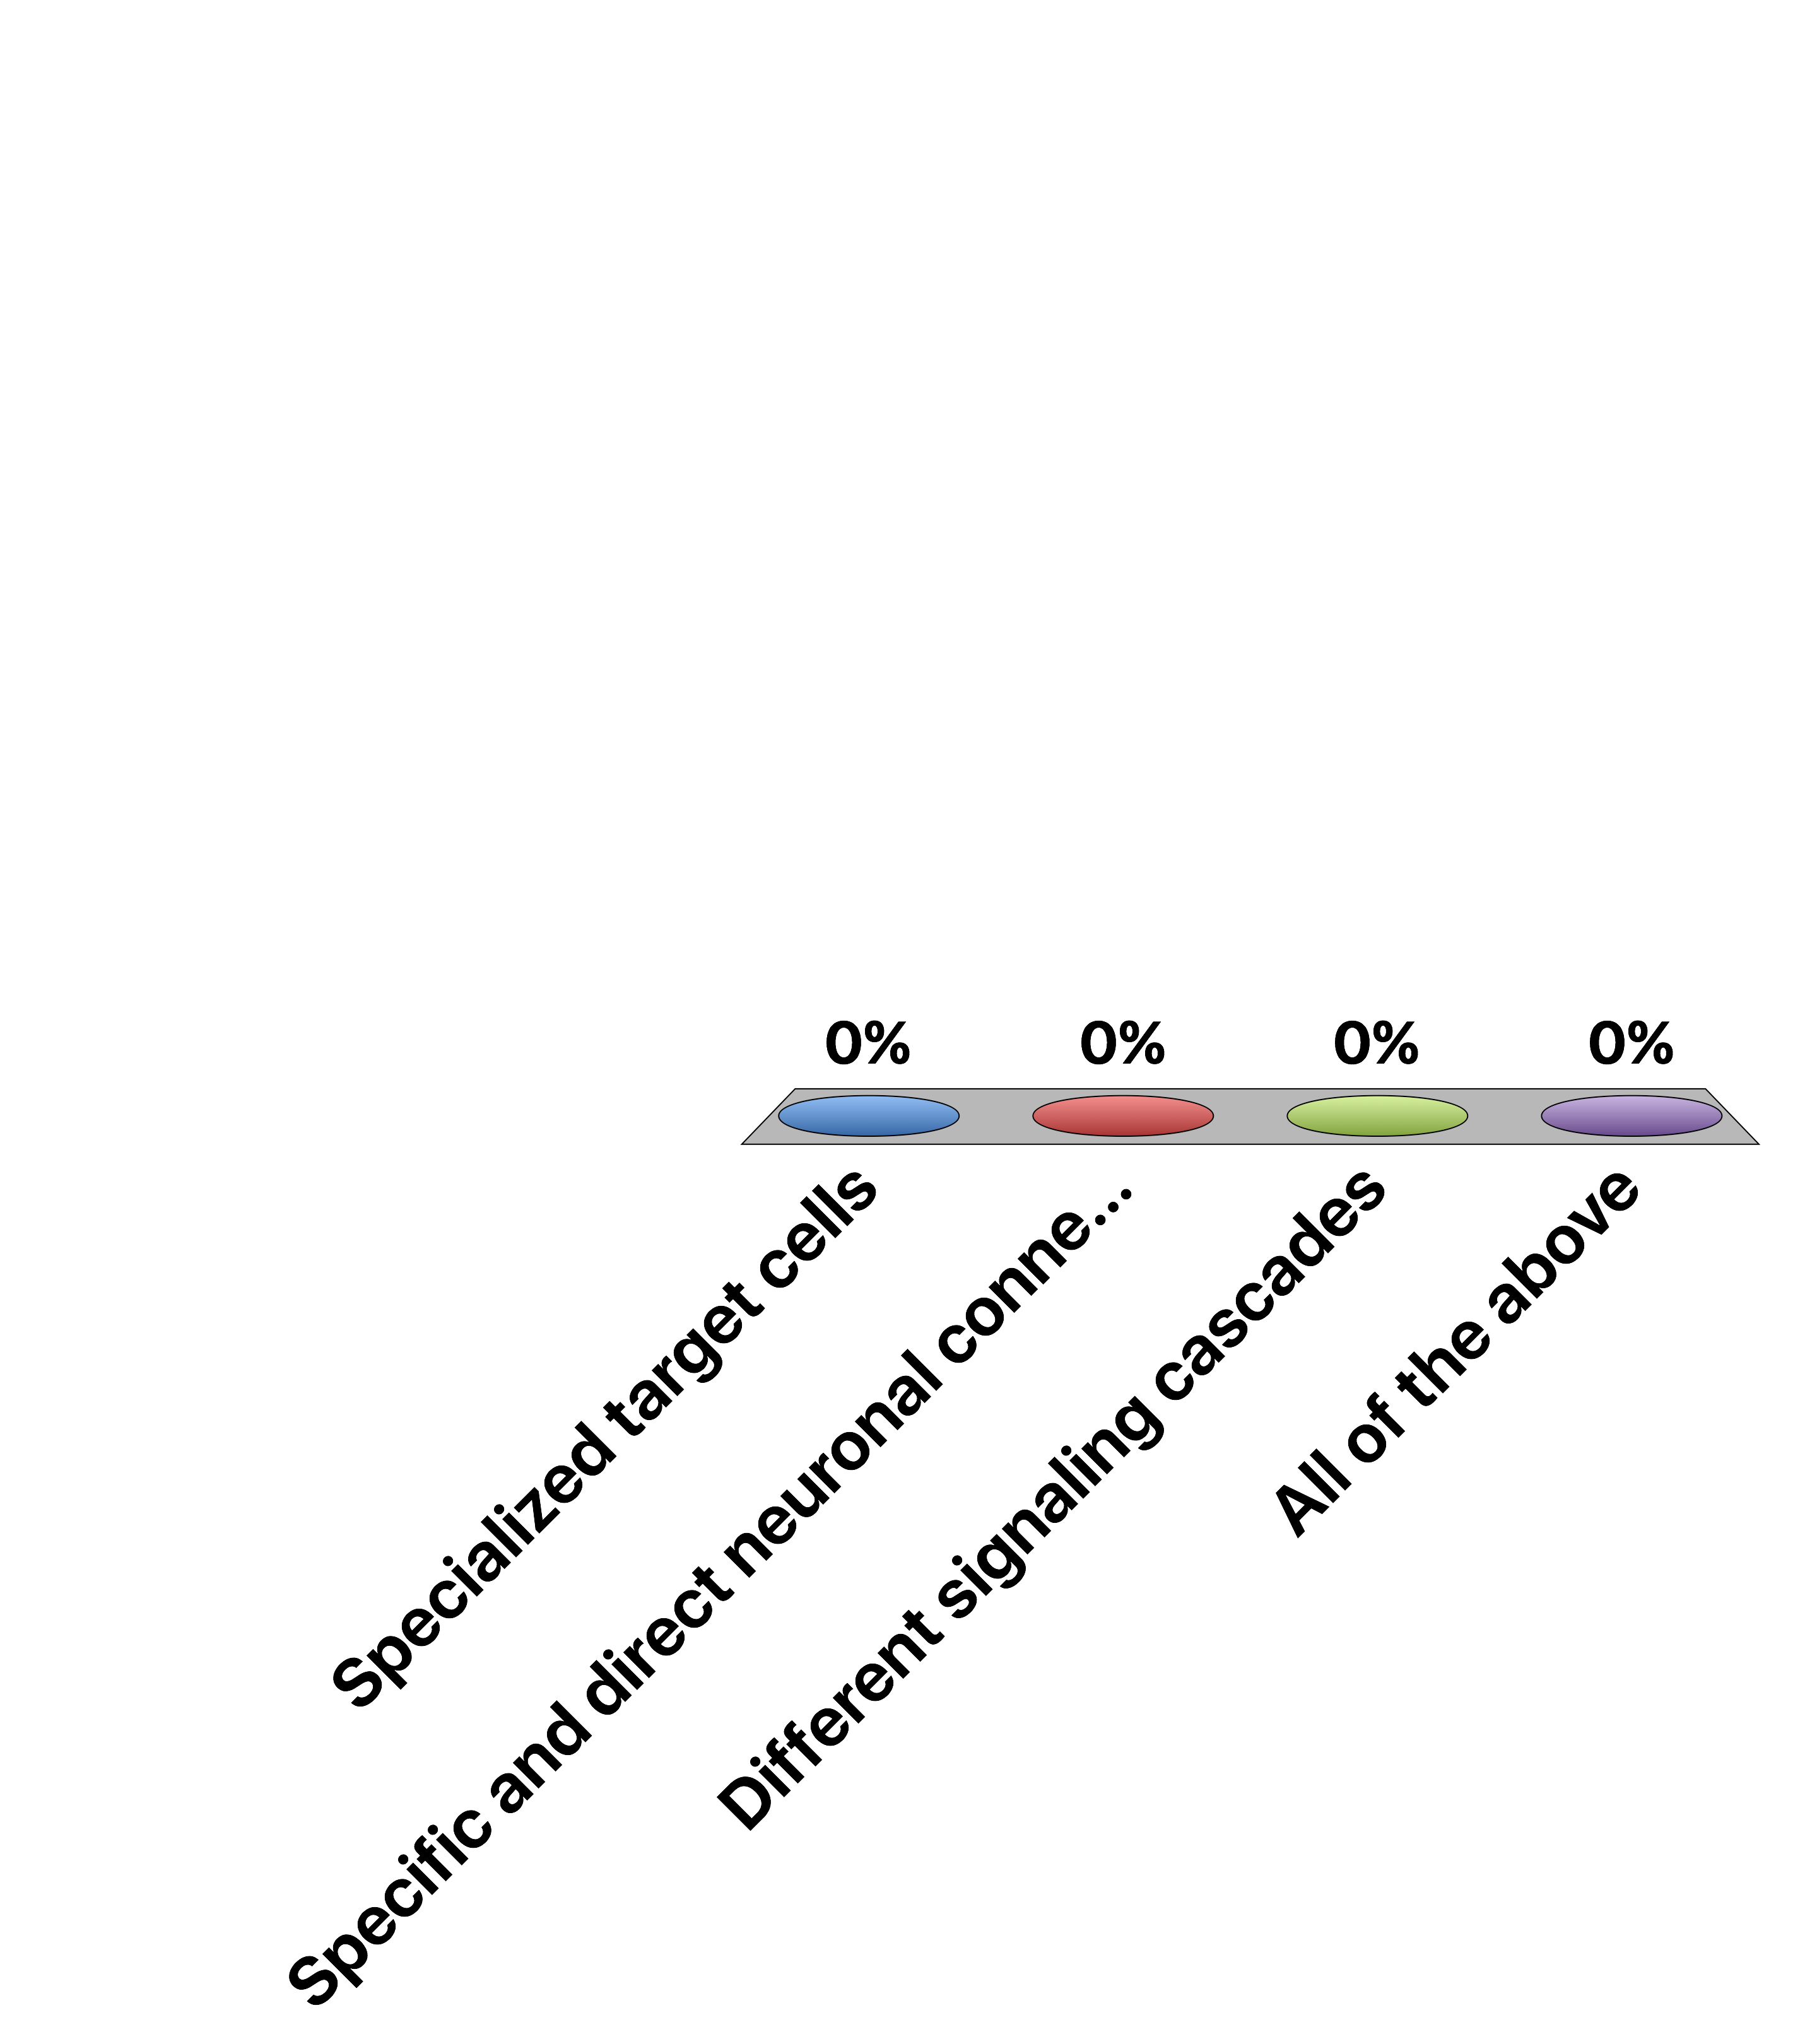 0% 0% 0% 0%
Specialized target cells
Specific and direct neuronal conne...
Different signaling cascades
All of the above